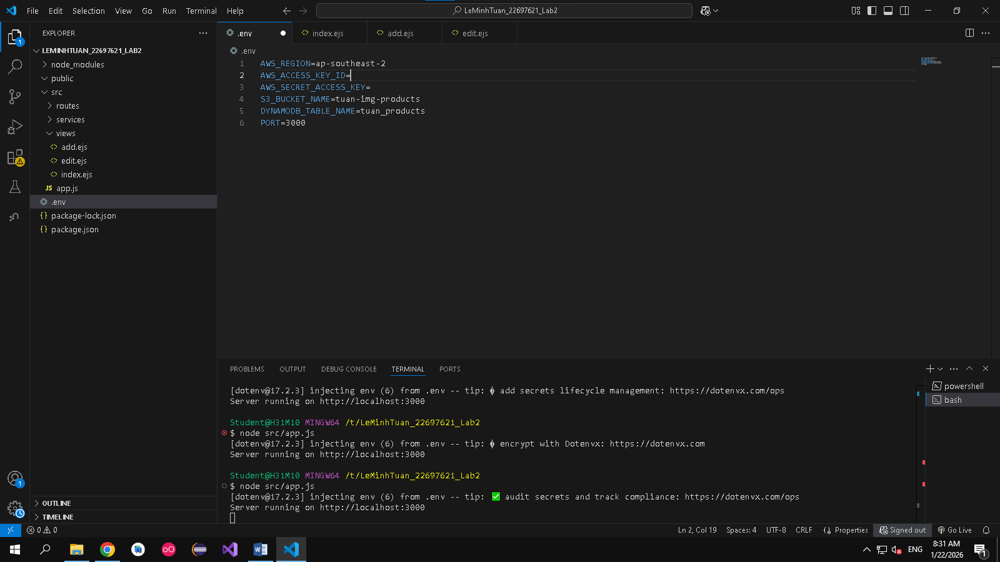 File Edit Selection View Go Run Terminal Help
LeMinhTuan_22697621_Lab2
EXPLORER
.env
index.ejs
add.ejs
edit.ejs
LEMINHTUAN_22697621_LAB2
node_modules
public
src
routes
services
views
add.ejs
edit.ejs
index.ejs
JS app.js
.env
{} package-lock.json
{} package.json
OUTLINE
TIMELINE
.env
1 AWS_REGION=ap-southeast-2
2 AWS_ACCESS_KEY_ID=
3 AWS_SECRET_ACCESS_KEY=
4 S3_BUCKET_NAME=tuan-img-products
5 DYNAMODB_TABLE_NAME=tuan_products
6 PORT=3000
PROBLEMS OUTPUT DEBUG CONSOLE TERMINAL PORTS
powershell
bash
[dotenv@17.2.3] injecting env (6) from .env -- tip: � add secrets lifecycle management: https://dotenvx.com/ops
Server running on http://localhost:3000
Student@H31M10 MINGW64 /t/LeMinhTuan_22697621_Lab2
$ node src/app.js
[dotenv@17.2.3] injecting env (6) from .env -- tip: � encrypt with Dotenvx: https://dotenvx.com
Server running on http://localhost:3000
Student@H31M10 MINGW64 /t/LeMinhTuan_22697621_Lab2
$ node src/app.js
[dotenv@17.2.3] injecting env (6) from .env -- tip: ✅ audit secrets and track compliance: https://dotenvx.com/ops
Server running on http://localhost:3000
0 0
Ln 2, Col 19 Spaces: 4 UTF-8 CRLF Properties Signed out Go Live
ENG
8:31 AM
1/22/2026
1